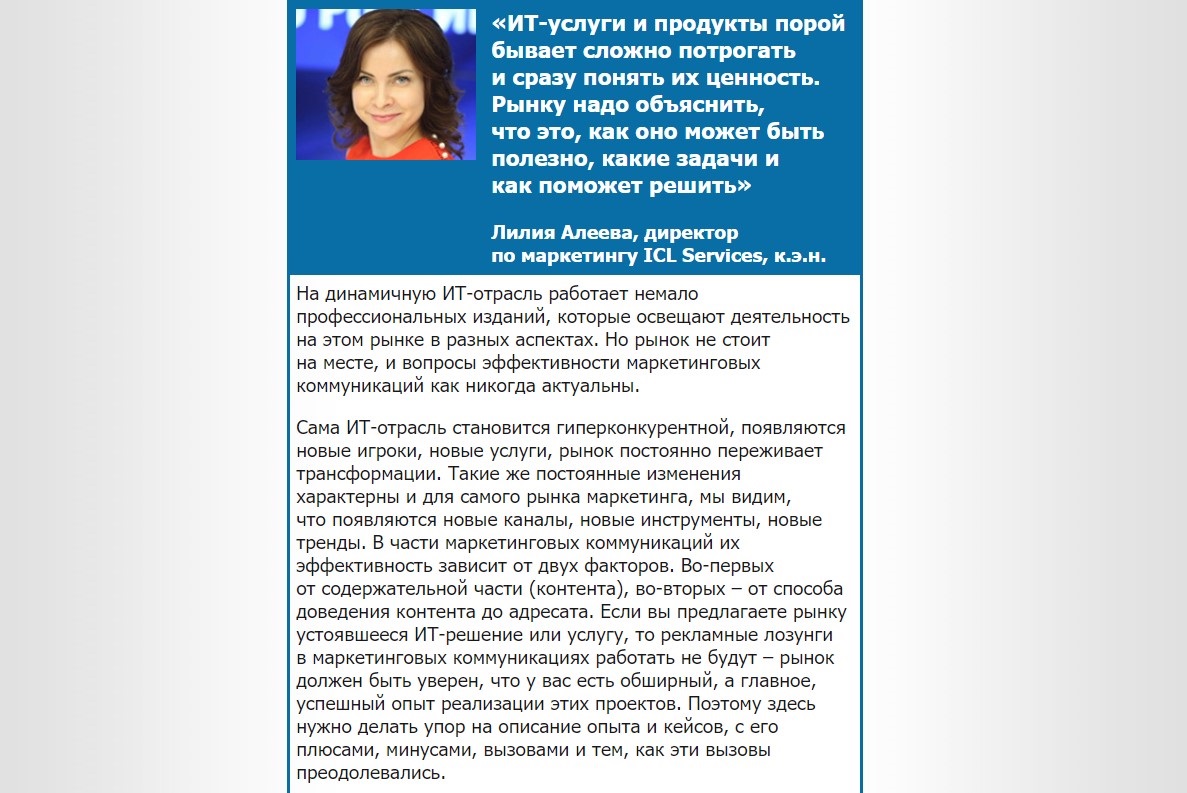 «ИТ-услуги и продукты порой
бывает сложно потрогать
и сразу понять их ценность.
Рынку надо объяснить,
что это, как оно может быть
полезно, какие задачи и
как поможет решить»
Лилия Алеева, директор
по маркетингу ICL Services, к.э.н.
На динамичную ИТ-отрасль работает немало
профессиональных изданий, которые освещают деятельность
на этом рынке в разных аспектах. Но рынок не стоит
на месте, и вопросы эффективности маркетинговых
коммуникаций как никогда актуальны.
Сама ИТ-отрасль становится гиперконкурентной, появляются
новые игроки, новые услуги, рынок постоянно переживает
трансформации. Такие же постоянные изменения
характерны и для самого рынка маркетинга, мы видим,
что появляются новые каналы, новые инструменты, новые
тренды. В части маркетинговых коммуникаций их
эффективность зависит от двух факторов. Во-первых
от содержательной части (контента), во-вторых – от способа
доведения контента до адресата. Если вы предлагаете рынку
устоявшееся ИТ-решение или услугу, то рекламные лозунги
в маркетинговых коммуникациях работать не будут – рынок
должен быть уверен, что у вас есть обширный, а главное,
успешный опыт реализации этих проектов. Поэтому здесь
нужно делать упор на описание опыта и кейсов, с его
плюсами, минусами, вызовами и тем, как эти вызовы
преодолевались.